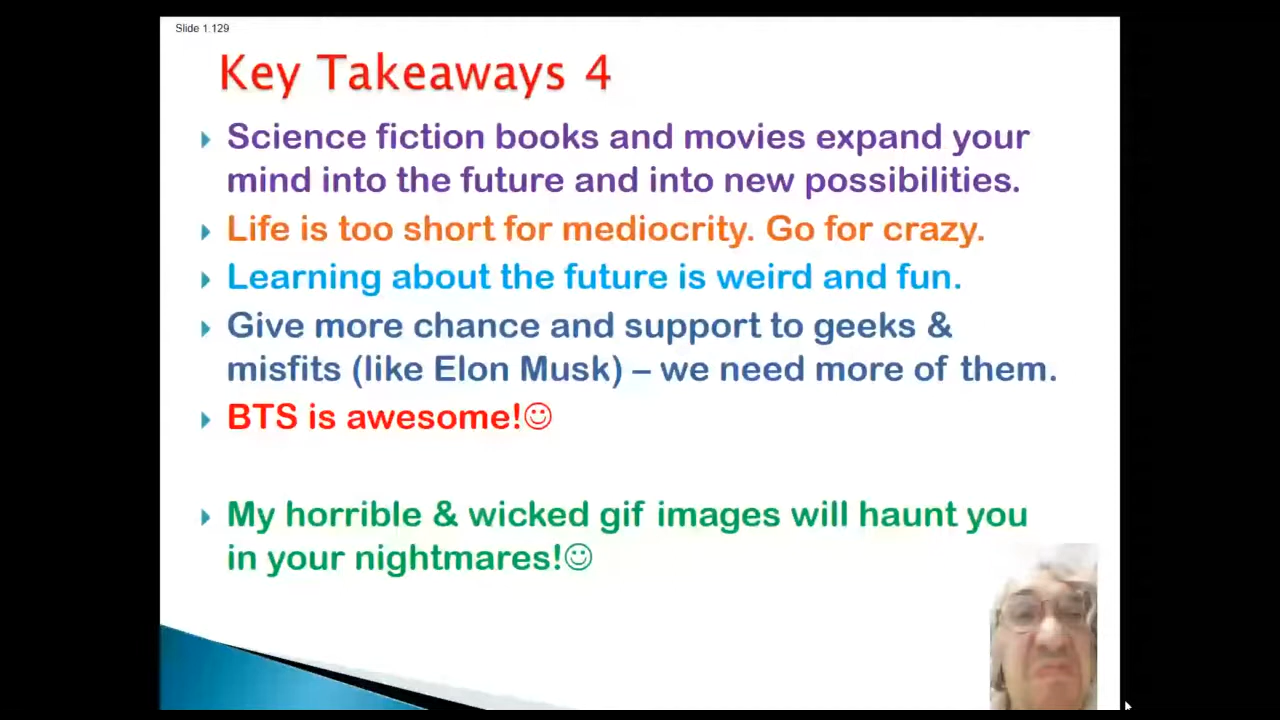 Slide 1.129
Key Takeaways 4
Science fiction books and movies expand your
mind into the future and into new possibilities.
Life is too short for mediocrity. Go for crazy.
Learning about the future is weird and fun.
Give more chance and support to geeks &
misfits (like Elon Musk) – we need more of them.
BTS is awesome!☺
My horrible & wicked gif images will haunt you
in your nightmares!☺